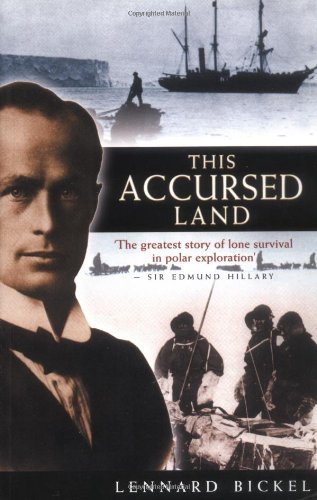 THIS
ACCURSED
LAND
'The greatest story of lone survival
in polar exploration'
– SIR EDMUND HILLARY
LENNARD BICKEL